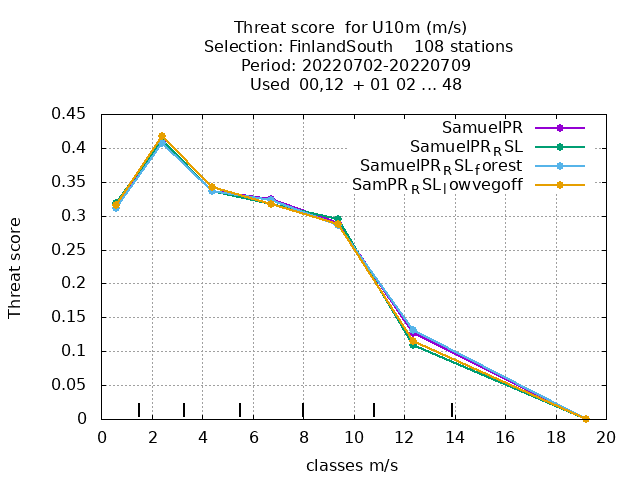 Threat score  for U10m (m/s)
Selection: FinlandSouth    108 stations
Period: 20220702-20220709
Used  00,12  + 01 02 ... 48
SamuelPR
SamuelPR_RSL
SamuelPR_RSL_forest
SamPR_RSL_lowvegoff
0.45
0.4
0.35
0.3
0.25
0.2
0.15
0.1
0.05
0
Threat score
0 2 4 6 8 10 12 14 16 18 20
classes m/s